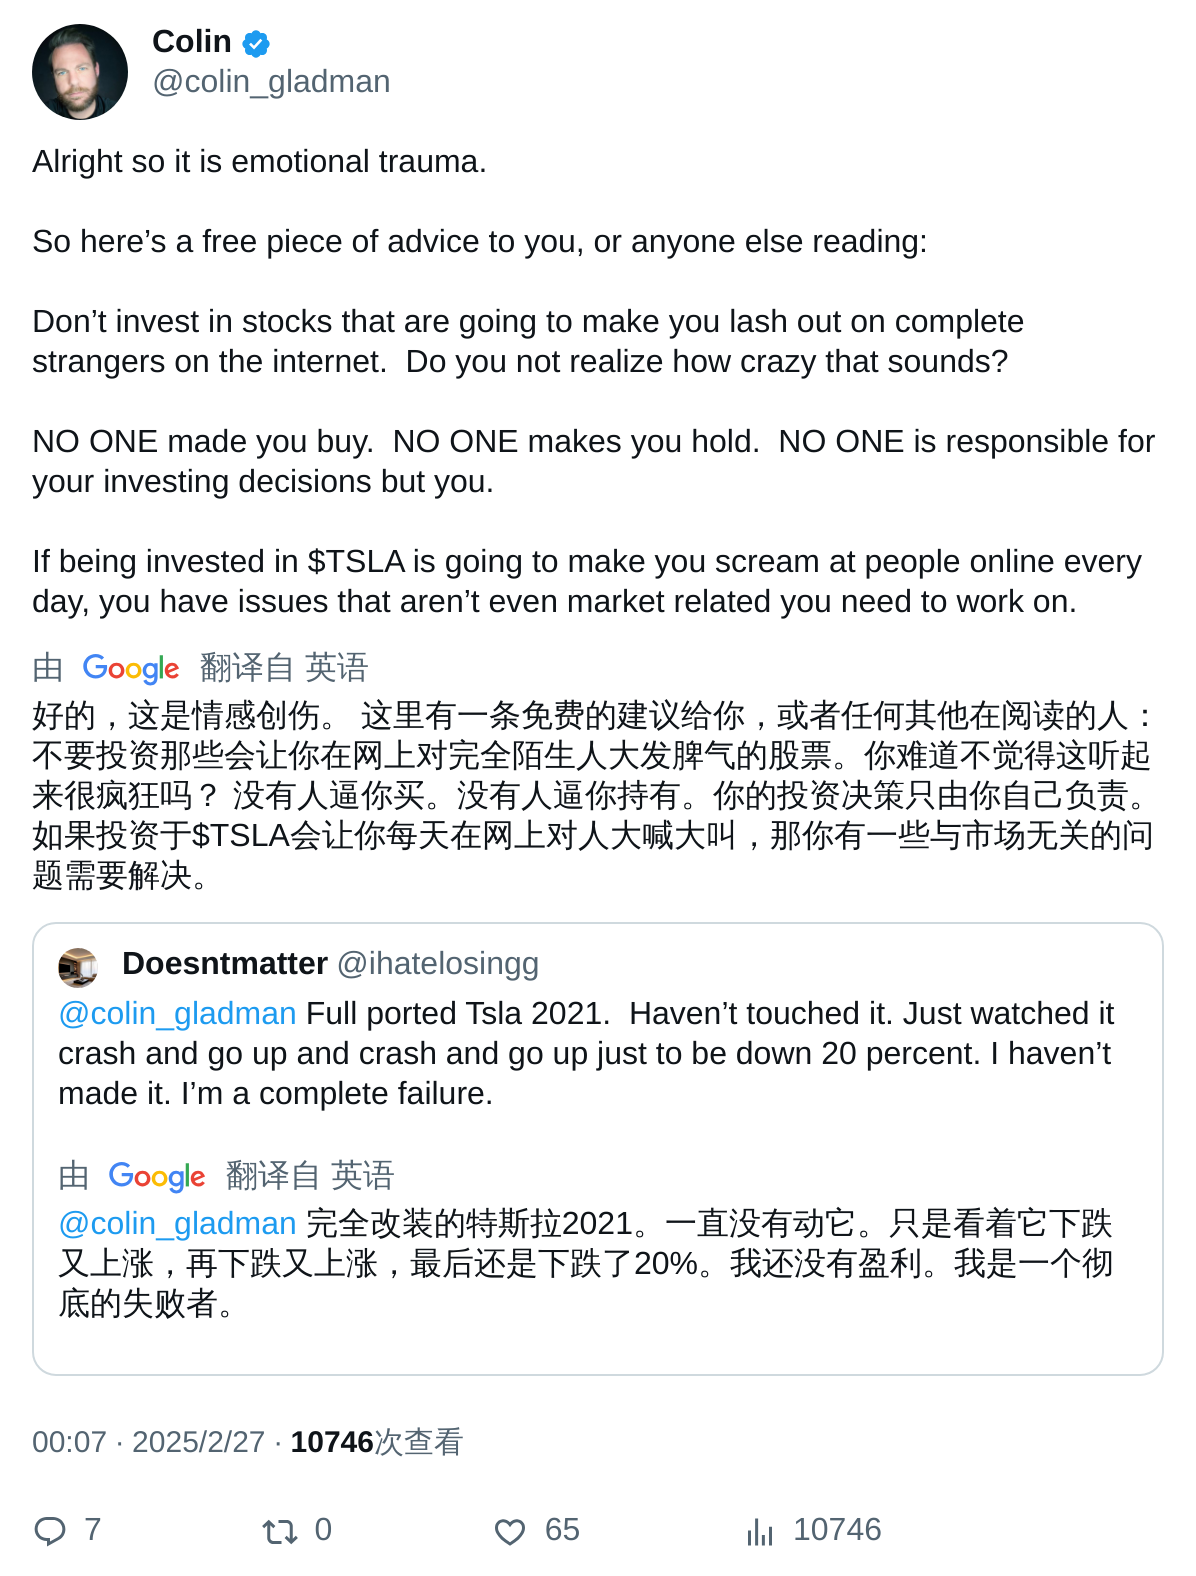 Colin
@colin_gladman
Alright so it is emotional trauma.
So here’s a free piece of advice to you, or anyone else reading:
Don’t invest in stocks that are going to make you lash out on complete
strangers on the internet.  Do you not realize how crazy that sounds?
NO ONE made you buy.  NO ONE makes you hold.  NO ONE is responsible for
your investing decisions but you.
If being invested in $TSLA is going to make you scream at people online every
day, you have issues that aren’t even market related you need to work on.
由 Google 翻译自 英语
好的，这是情感创伤。 这里有一条免费的建议给你，或者任何其他在阅读的人：
不要投资那些会让你在网上对完全陌生人大发脾气的股票。你难道不觉得这听起
来很疯狂吗？ 没有人逼你买。没有人逼你持有。你的投资决策只由你自己负责。
如果投资于$TSLA会让你每天在网上对人大喊大叫，那你有一些与市场无关的问
题需要解决。
Doesntmatter @ihatelosingg
@colin_gladman Full ported Tsla 2021.  Haven’t touched it. Just watched it
crash and go up and crash and go up just to be down 20 percent. I haven’t
made it. I’m a complete failure.
由 Google 翻译自 英语
@colin_gladman 完全改装的特斯拉2021。一直没有动它。只是看着它下跌
又上涨，再下跌又上涨，最后还是下跌了20%。我还没有盈利。我是一个彻
底的失败者。
00:07 · 2025/2/27 · 10746次查看
7 0 65 10746